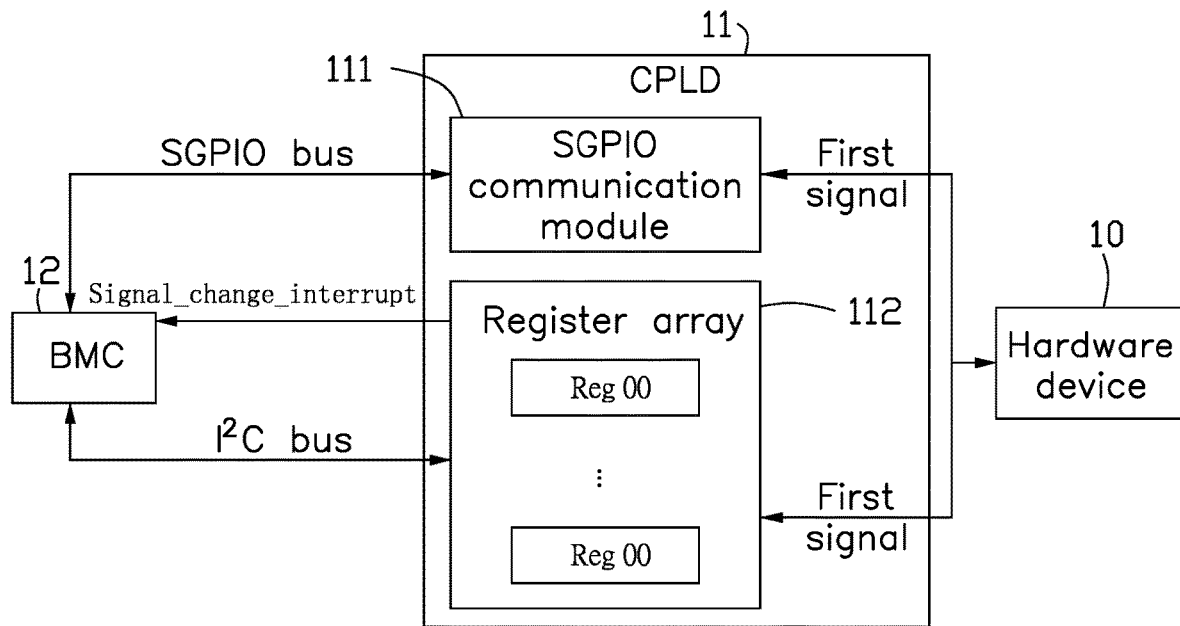 11
111
CPLD
SGPIO bus
SGPIO
communication
module
First
signal
10
12
Signal_change_interrupt
BMC
Register array
112
Hardware
device
Reg 00
I²C bus
⋮
First
signal
Reg 00